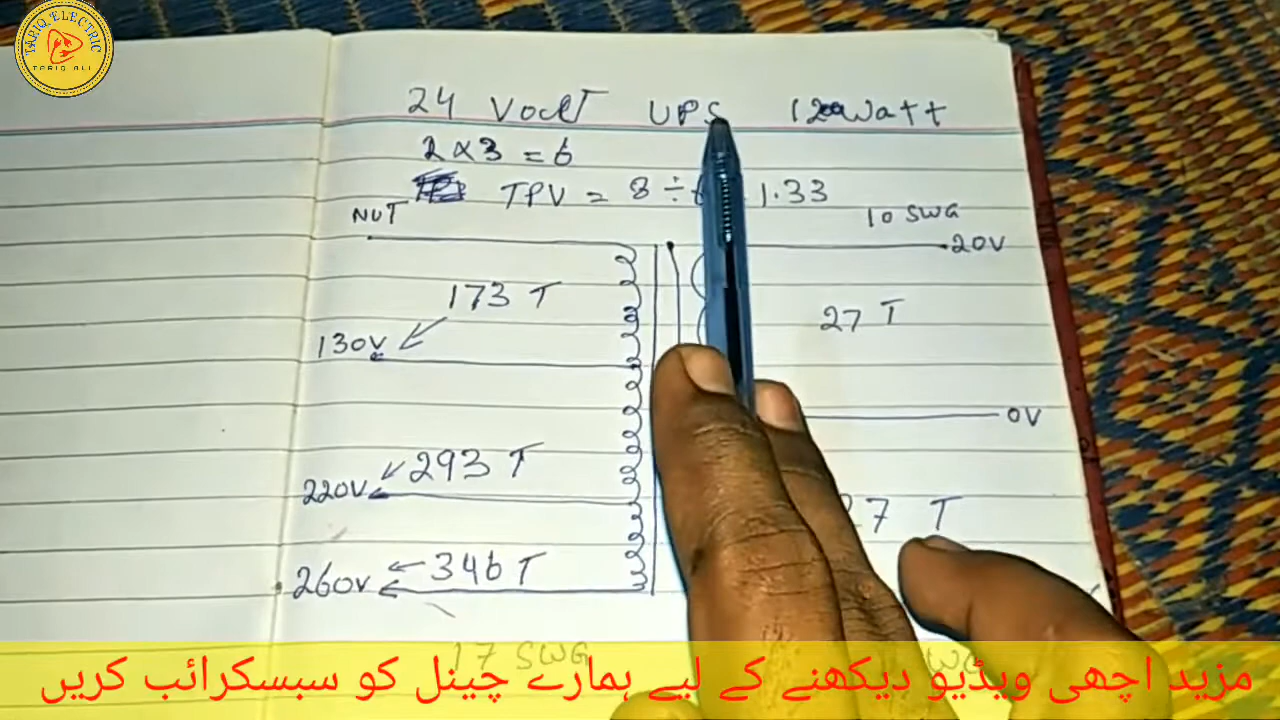 TARIQ ELECTRIC
TARIQ ALI
24 Volt UPS 1200Watt
2 x 3 = 6
TPV = 8 ÷ 1.33
NUT
10 SWG
20V
173 T
130V
27 T
0V
293 T
220V
27 T
346 T
260V
17 SWG
مزید اچھی ویڈیو دیکھنے کے لیے ہمارے چینل کو سبسکرائب کریں